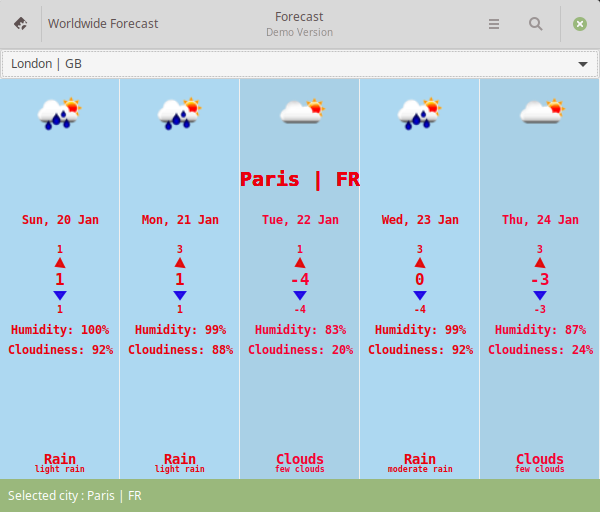 Worldwide Forecast
Forecast
Demo Version
London | GB
Paris | FR
Sun, 20 Jan
Mon, 21 Jan
Tue, 22 Jan
Wed, 23 Jan
Thu, 24 Jan
1 3 1 3 3
1 1 -4 0 -3
1 1 -4 -4 -3
Humidity: 100% Humidity: 99% Humidity: 83% Humidity: 99% Humidity: 87%
Cloudiness: 92% Cloudiness: 88% Cloudiness: 20% Cloudiness: 92% Cloudiness: 24%
Rain Rain Clouds Rain Clouds
light rain light rain few clouds moderate rain few clouds
Selected city : Paris | FR